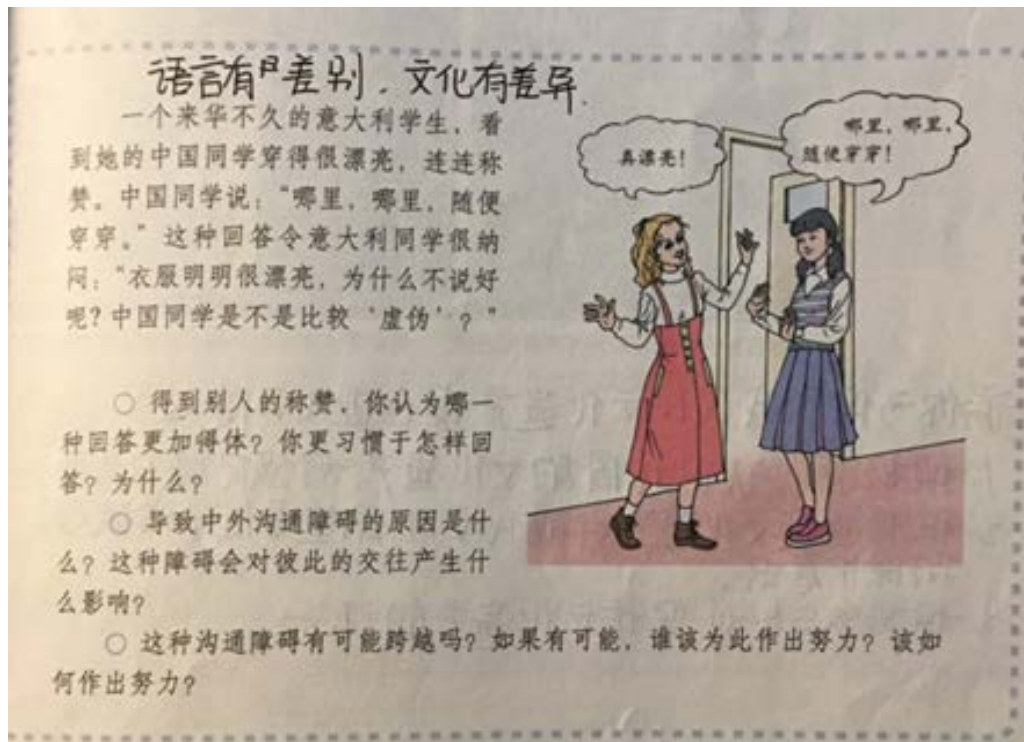 语言有差别，文化有差异.
一个来华不久的意大利学生，看
到她的中国同学穿得很漂亮，连连称
赞。中国同学说：“哪里，哪里，随便
穿穿。”这种回答令意大利同学很纳
闷：“衣服明明很漂亮，为什么不说好
呢？中国同学是不是比较‘虚伪’？”
真漂亮！
哪里，哪里，
随便穿穿！
○ 得到别人的称赞，你认为哪一
种回答更加得体？你更习惯于怎样回
答？为什么？
○ 导致中外沟通障碍的原因是什
么？这种障碍会对彼此的交往产生什
么影响？
○ 这种沟通障碍有可能跨越吗？如果有可能，谁该为此作出努力？该如
何作出努力？